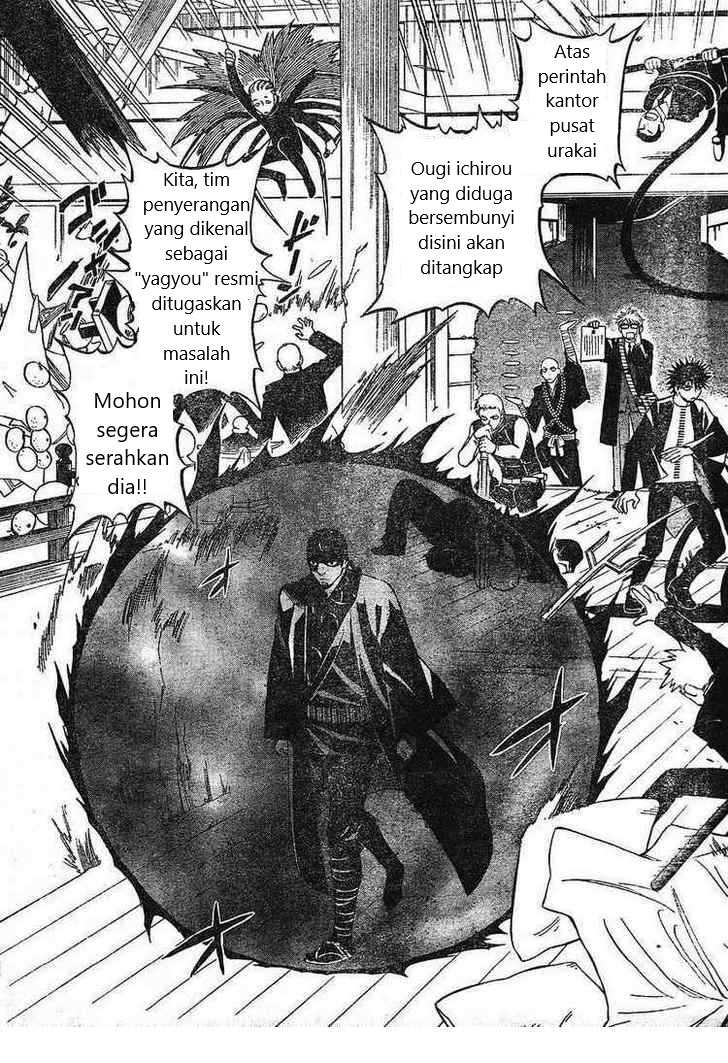 Atas
perintah
kantor
pusat
urakai
Ougi ichirou
yang diduga
bersembunyi
disini akan
ditangkap
Kita, tim
penyerangan
yang dikenal
sebagai
"yagyou" resmi
ditugaskan
untuk
masalah
ini!
Mohon
segera
serahkan
dia!!